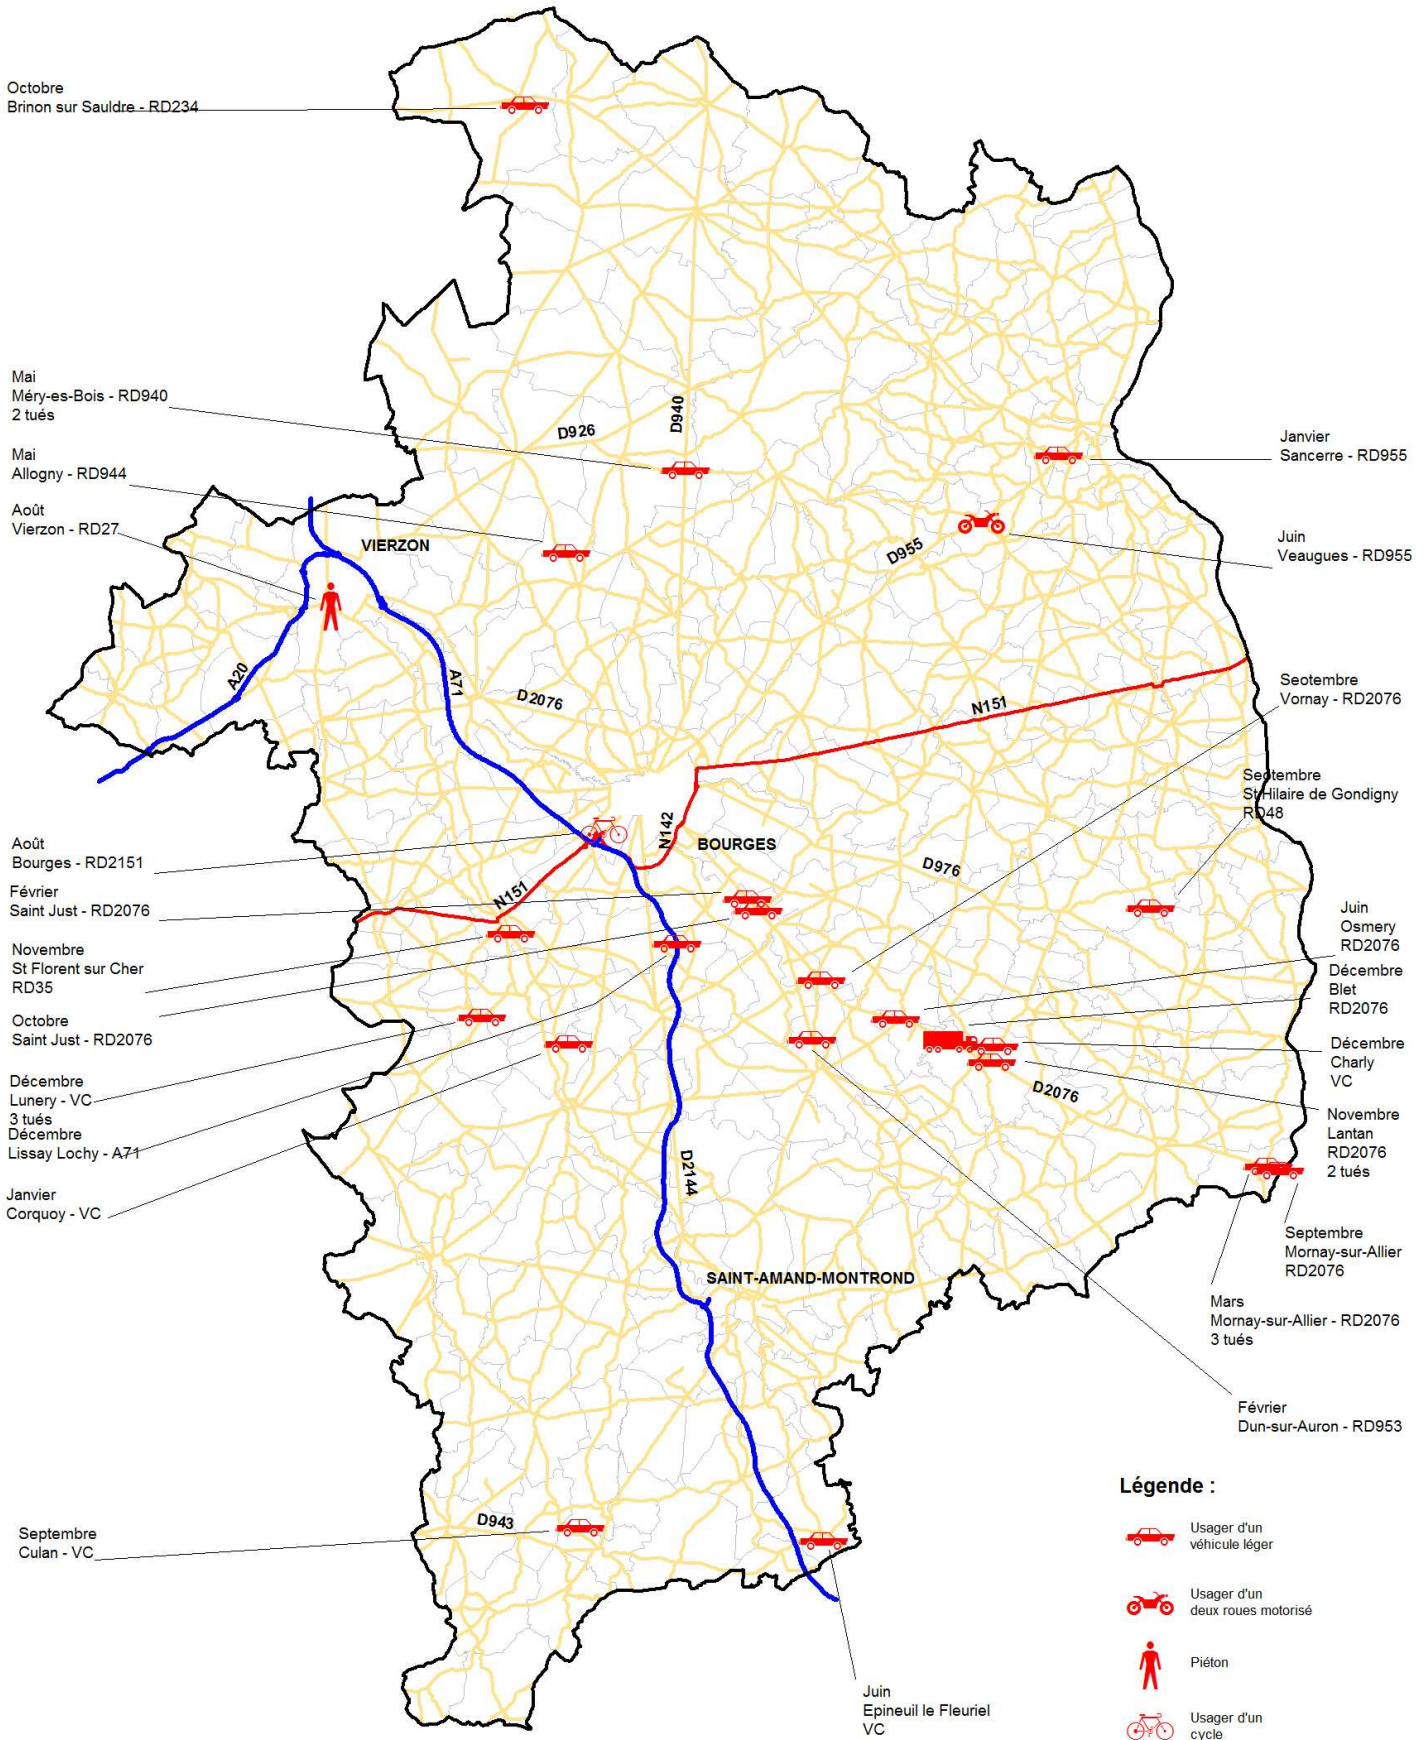 Octobre
Brinon sur Sauldre - RD234
Mai
Méry-es-Bois - RD940
2 tués
Mai
Allogny - RD944
Août
Vierzon - RD27
D926
D940
Janvier
Sancerre - RD955
Juin
Veaugues - RD955
D955
VIERZON
A20
A71
D2076
N151
Seotembre
Vornay - RD2076
Septembre
St Hilaire de Gondigny
RD48
N142
BOURGES
N151
D976
Août
Bourges - RD2151
Février
Saint Just - RD2076
Novembre
St Florent sur Cher
RD35
Octobre
Saint Just - RD2076
Décembre
Lunery - VC
3 tués
Décembre
Lissay Lochy - A71
Janvier
Corquoy - VC
Juin
Osmery
RD2076
Décembre
Blet
RD2076
Décembre
Charly
VC
Novembre
Lantan
RD2076
2 tués
D2076
D2144
Septembre
Mornay-sur-Allier
RD2076
Mars
Mornay-sur-Allier - RD2076
3 tués
SAINT-AMAND-MONTROND
Février
Dun-sur-Auron - RD953
D943
Septembre
Culan - VC
Juin
Epineuil le Fleuriel
VC
Légende :
Usager d'un
véhicule léger
Usager d'un
deux roues motorisé
Piéton
Usager d'un
cycle